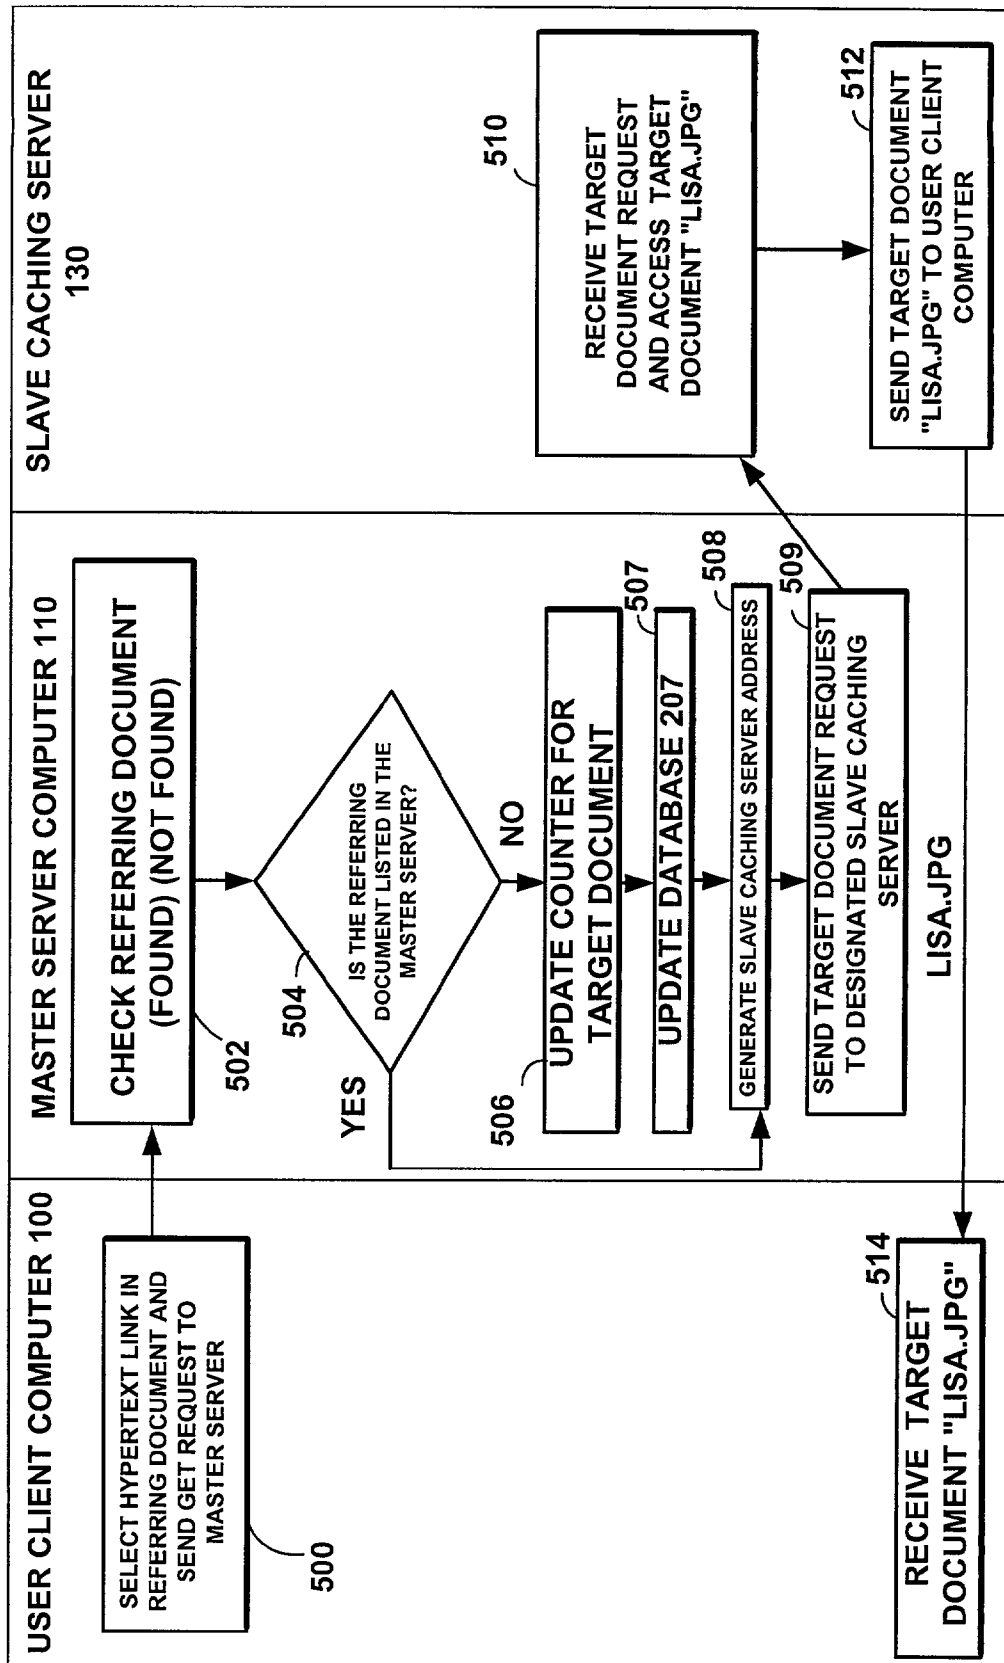 USER CLIENT COMPUTER 100
SELECT HYPERTEXT LINK IN
REFERRING DOCUMENT AND
SEND GET REQUEST TO
MASTER SERVER
500
RECEIVE TARGET
DOCUMENT "LISA.JPG"
514
MASTER SERVER COMPUTER 110
CHECK REFERRING DOCUMENT
(FOUND) (NOT FOUND)
502
IS THE REFERRING
DOCUMENT LISTED IN THE
MASTER SERVER?
504
YES
NO
UPDATE COUNTER FOR
TARGET DOCUMENT
506
UPDATE DATABASE 207
507
GENERATE SLAVE CACHING SERVER ADDRESS
508
SEND TARGET DOCUMENT REQUEST
TO DESIGNATED SLAVE CACHING
SERVER
509
LISA.JPG
SLAVE CACHING SERVER
130
RECEIVE TARGET
DOCUMENT REQUEST
AND ACCESS TARGET
DOCUMENT "LISA.JPG"
510
SEND TARGET DOCUMENT
"LISA.JPG" TO USER CLIENT
COMPUTER
512